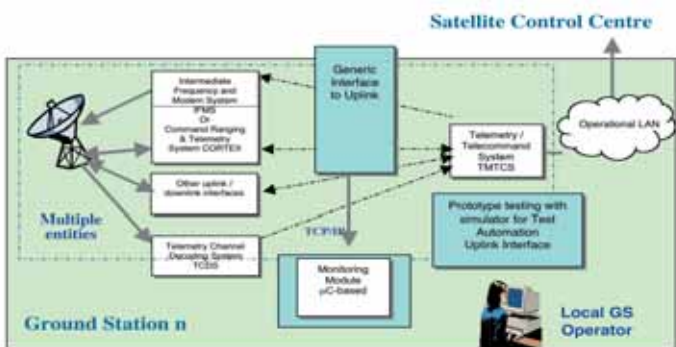 Satellite Control Centre
Intermediate
Frequency and
Modem System
IFMS
Or
Command Ranging
& Telemetry
System CORTEX
Generic
Interface
to Uplink
Operational LAN
Telemetry /
Telecommand
System
TMTCS
Other uplink /
downlink interfaces
Multiple
entities
Prototype testing with
simulator for Test
Automation
Uplink Interface
TCP/IP
Telemetry Channel
Decoding System
TCDS
Monitoring
Module
µC-based
Ground Station n
Local GS
Operator